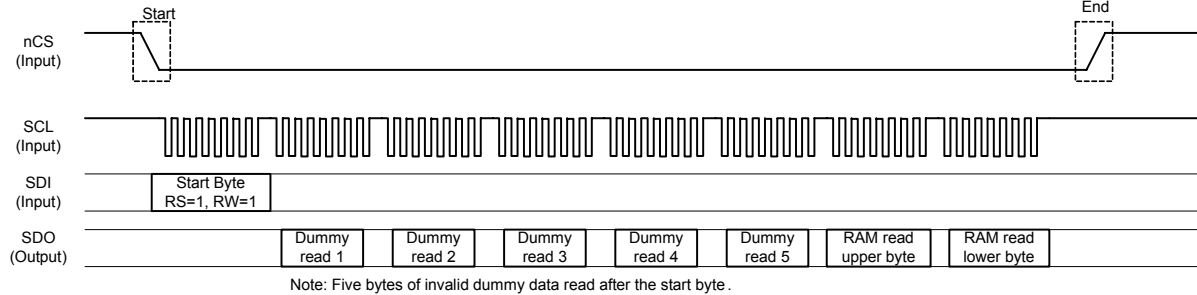 Start
End
nCS
(Input)
SCL
(Input)
SDI
(Input)
Start Byte
RS=1, RW=1
SDO
(Output)
Dummy
read 1
Dummy
read 2
Dummy
read 3
Dummy
read 4
Dummy
read 5
RAM read
upper byte
RAM read
lower byte
Note: Five bytes of invalid dummy data read after the start byte.